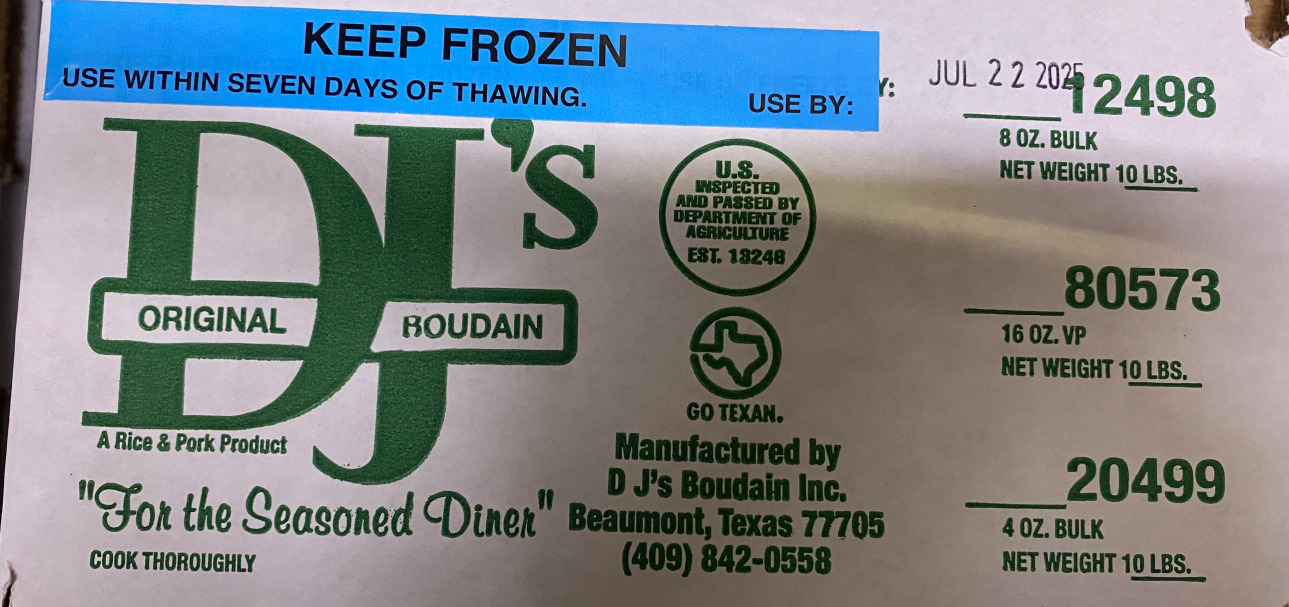 KEEP FROZEN
USE WITHIN SEVEN DAYS OF THAWING.
USE BY:
Y:
JUL 22 2025
12498
8 OZ. BULK
NET WEIGHT 10 LBS.
DJ's
ORIGINAL BOUDAIN
A Rice & Pork Product
"For the Seasoned Diner"
COOK THOROUGHLY
U.S.
INSPECTED
AND PASSED BY
DEPARTMENT OF
AGRICULTURE
EST. 13246
GO TEXAN.
Manufactured by
D J's Boudain Inc.
Beaumont, Texas 77705
(409) 842-0558
80573
16 OZ. VP
NET WEIGHT 10 LBS.
20499
4 OZ. BULK
NET WEIGHT 10 LBS.